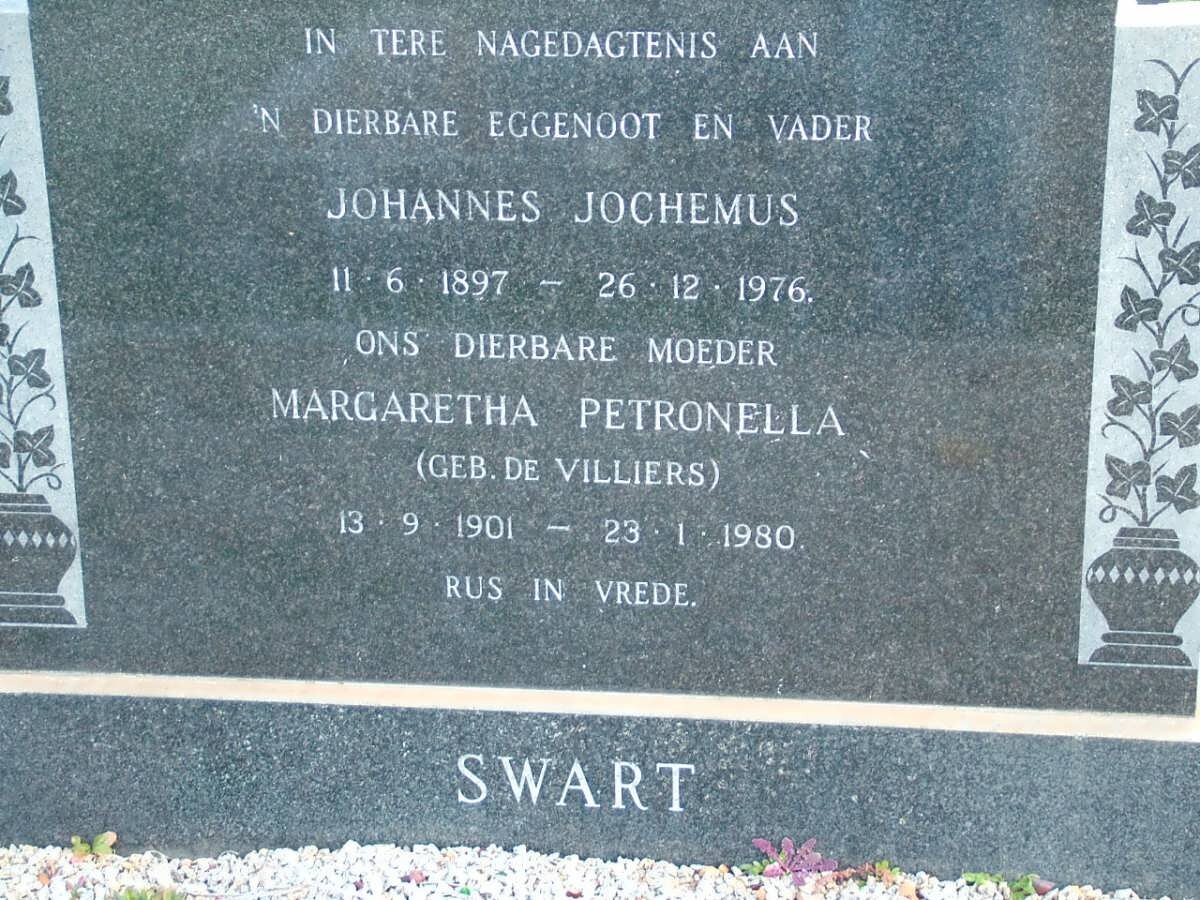 IN TERE NAGEDAGTENIS AAN
'N DIERBARE EGGENOOT EN VADER
JOHANNES JOCHEMUS
11 · 6 · 1897 – 26 · 12 · 1976.
ONS DIERBARE MOEDER
MARGARETHA PETRONELLA
(GEB. DE VILLIERS)
13 · 9 · 1901 – 23 · 1 · 1980.
RUS IN VREDE.
SWART